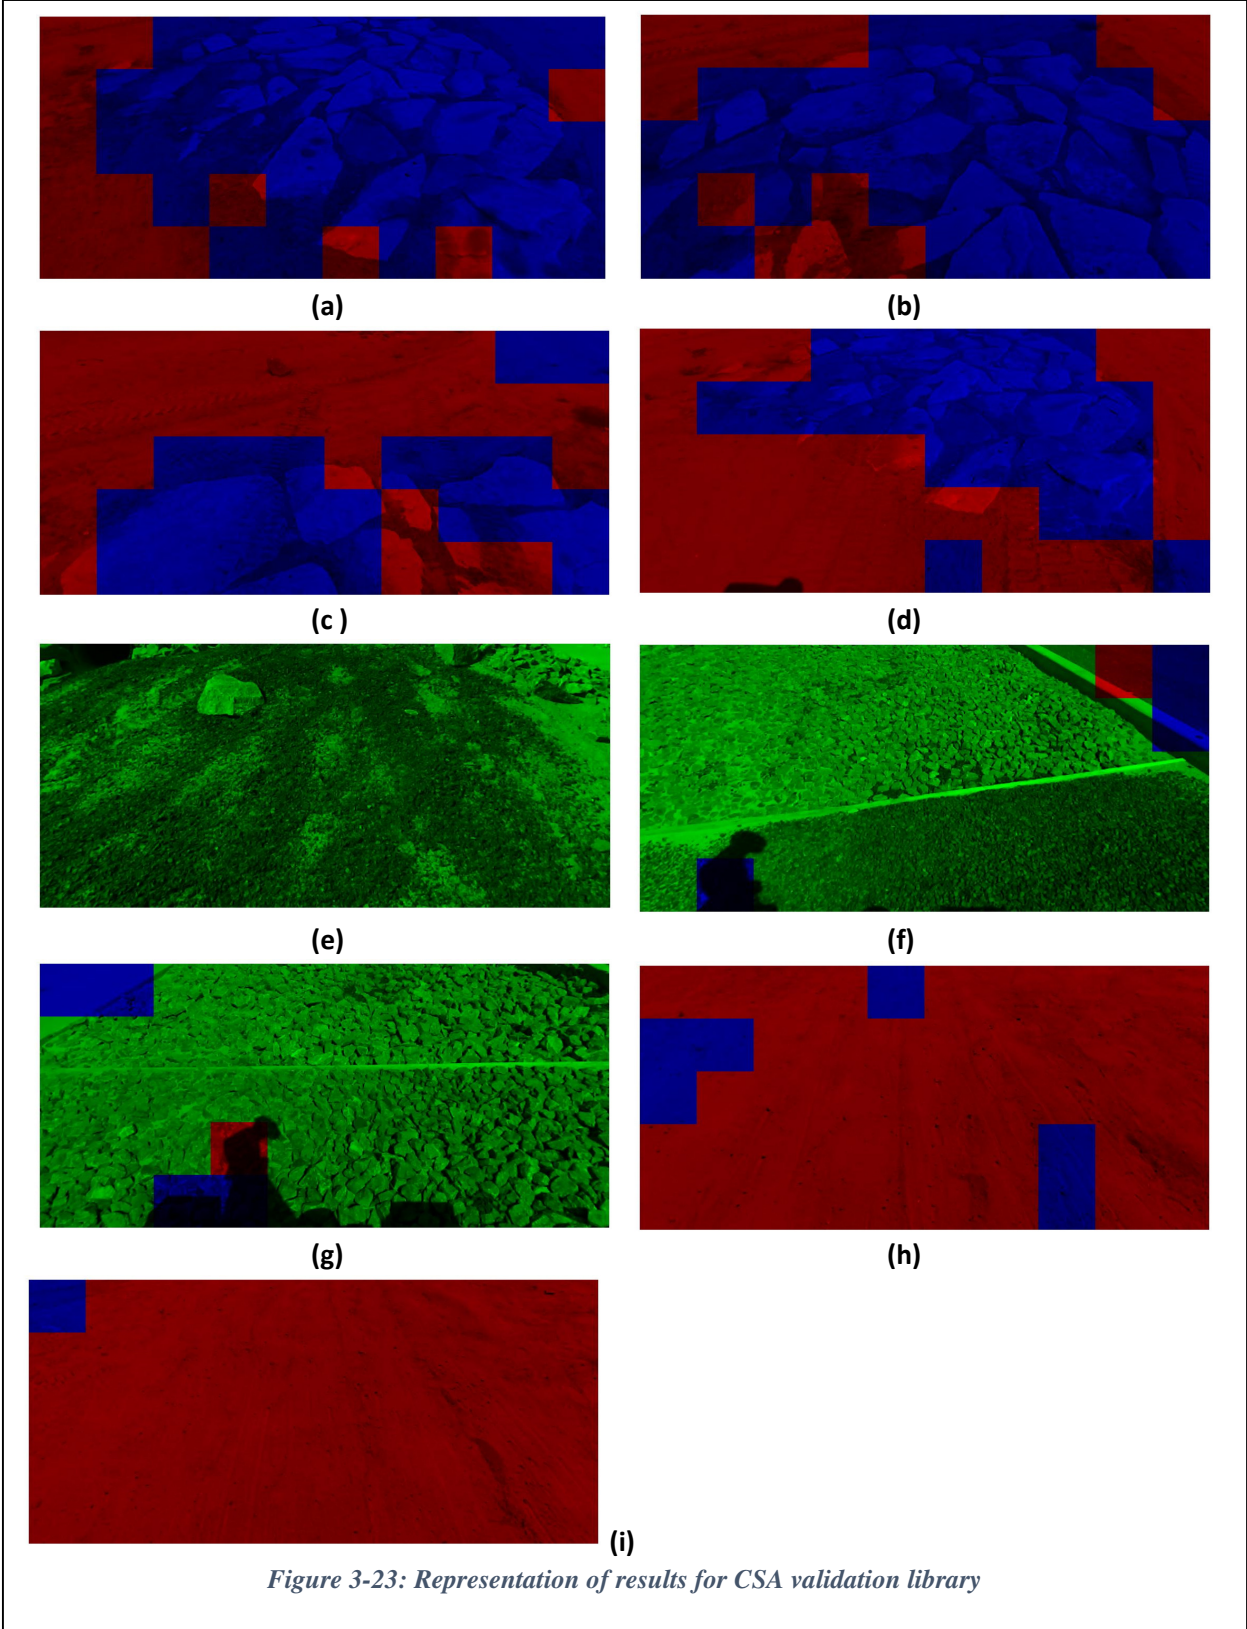 (a)
(b)
(c )
(d)
(e)
(f)
(g)
(h)
(i)
Figure 3-23: Representation of results for CSA validation library